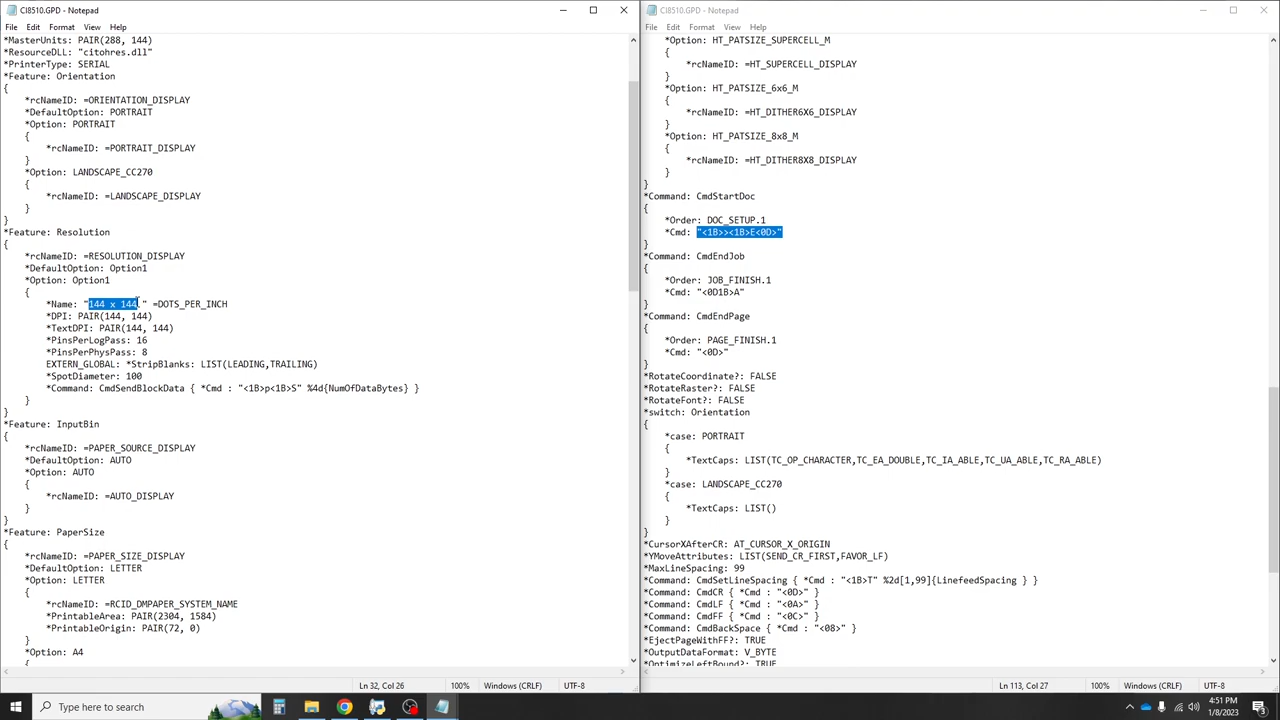 CI8510.GPD - Notepad
File Edit Format View Help
*MasterUnits: PAIR(288, 144)
*ResourceDLL: "citohres.dll"
*PrinterType: SERIAL
*Feature: Orientation
{
*rcNameID: =ORIENTATION_DISPLAY
*DefaultOption: PORTRAIT
*Option: PORTRAIT
{
*rcNameID: =PORTRAIT_DISPLAY
}
*Option: LANDSCAPE_CC270
{
*rcNameID: =LANDSCAPE_DISPLAY
}
}
*Feature: Resolution
{
*rcNameID: =RESOLUTION_DISPLAY
*DefaultOption: Option1
*Option: Option1
{
*Name: "144 x 144 " =DOTS_PER_INCH
*DPI: PAIR(144, 144)
*TextDPI: PAIR(144, 144)
*PinsPerLogPass: 16
*PinsPerPhysPass: 8
EXTERN_GLOBAL: *StripBlanks: LIST(LEADING,TRAILING)
*SpotDiameter: 100
*Command: CmdSendBlockData { *Cmd : "<1B>p<1B>S" %4d{NumOfDataBytes} }
}
}
*Feature: InputBin
{
*rcNameID: =PAPER_SOURCE_DISPLAY
*DefaultOption: AUTO
*Option: AUTO
{
*rcNameID: =AUTO_DISPLAY
}
}
*Feature: PaperSize
{
*rcNameID: =PAPER_SIZE_DISPLAY
*DefaultOption: LETTER
*Option: LETTER
{
*rcNameID: =RCID_DMPAPER_SYSTEM_NAME
*PrintableArea: PAIR(2304, 1584)
*PrintableOrigin: PAIR(72, 0)
}
*Option: A4
{
Ln 32, Col 26 100% Windows (CRLF) UTF-8
CI8510.GPD - Notepad
File Edit Format View Help
*Option: HT_PATSIZE_SUPERCELL_M
{
*rcNameID: =HT_SUPERCELL_DISPLAY
}
*Option: HT_PATSIZE_6x6_M
{
*rcNameID: =HT_DITHER6X6_DISPLAY
}
*Option: HT_PATSIZE_8x8_M
{
*rcNameID: =HT_DITHER8X8_DISPLAY
}
}
*Command: CmdStartDoc
{
*Order: DOC_SETUP.1
*Cmd: "<1B>><1B>E<0D>"
}
*Command: CmdEndJob
{
*Order: JOB_FINISH.1
*Cmd: "<0D1B>A"
}
*Command: CmdEndPage
{
*Order: PAGE_FINISH.1
*Cmd: "<0D>"
}
*RotateCoordinate?: FALSE
*RotateRaster?: FALSE
*RotateFont?: FALSE
*switch: Orientation
{
*case: PORTRAIT
{
*TextCaps: LIST(TC_OP_CHARACTER,TC_EA_DOUBLE,TC_IA_ABLE,TC_UA_ABLE,TC_RA_ABLE)
}
*case: LANDSCAPE_CC270
{
*TextCaps: LIST()
}
}
*CursorXAfterCR: AT_CURSOR_X_ORIGIN
*YMoveAttributes: LIST(SEND_CR_FIRST,FAVOR_LF)
*MaxLineSpacing: 99
*Command: CmdSetLineSpacing { *Cmd : "<1B>T" %2d[1,99]{LinefeedSpacing } }
*Command: CmdCR { *Cmd : "<0D>" }
*Command: CmdLF { *Cmd : "<0A>" }
*Command: CmdFF { *Cmd : "<0C>" }
*Command: CmdBackSpace { *Cmd : "<08>" }
*EjectPageWithFF?: TRUE
*OutputDataFormat: V_BYTE
*OptimizeLeftBound?: TRUE
Ln 113, Col 27 100% Windows (CRLF) UTF-8
Type here to search
4:51 PM
1/8/2023
3